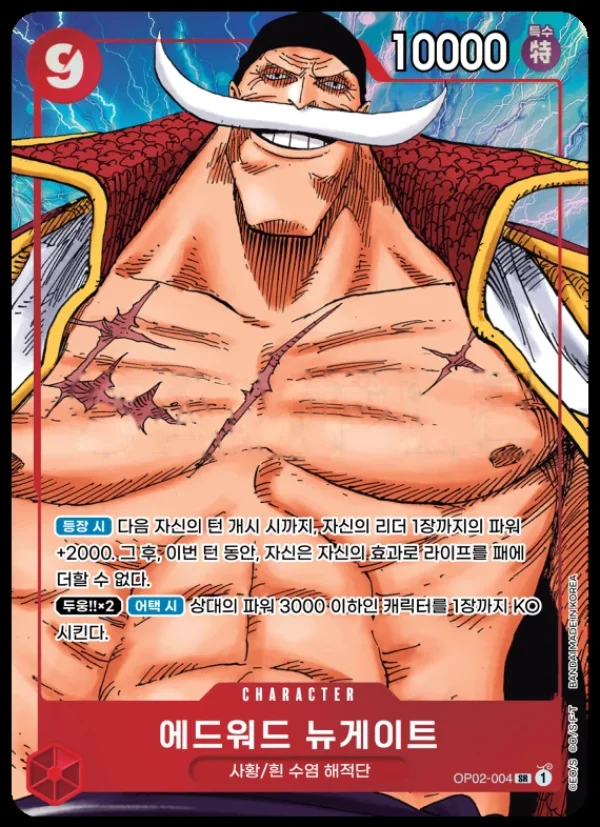 9
10000
특수
特
등장 시 다음 자신의 턴 개시 시까지, 자신의 리더 1장까지의 파워
+2000. 그 후, 이번 턴 동안, 자신은 자신의 효과로 라이프를 패에
더할 수 없다.
두웅!!×2 어택 시 상대의 파워 3000 이하인 캐릭터를 1장까지 KO
시킨다.
CHARACTER
에드워드 뉴게이트
사황/흰 수염 해적단
OP02-004 SR 1
©EO/S ©O/S·F·T BANDAI MADE IN KOREA